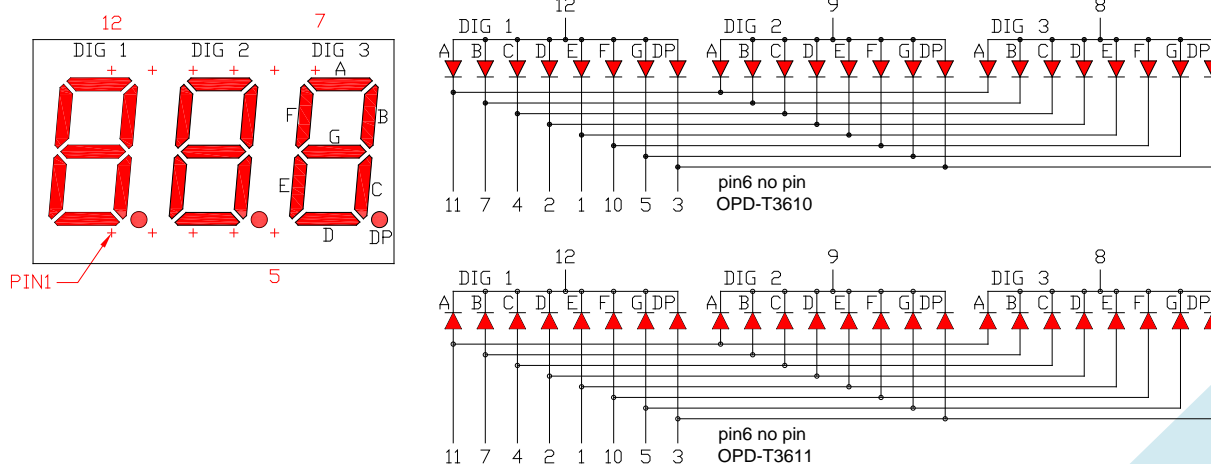 12 7
DIG 1 DIG 2 DIG 3
A
F B
G
E C
D DP
PIN1 5
12 9 8
DIG 1 DIG 2 DIG 3
A B C D E F G DP A B C D E F G DP A B C D E F G DP
pin6 no pin
11 7 4 2 1 10 5 3 OPD-T3610
12 9 8
DIG 1 DIG 2 DIG 3
A B C D E F G DP A B C D E F G DP A B C D E F G DP
pin6 no pin
11 7 4 2 1 10 5 3 OPD-T3611